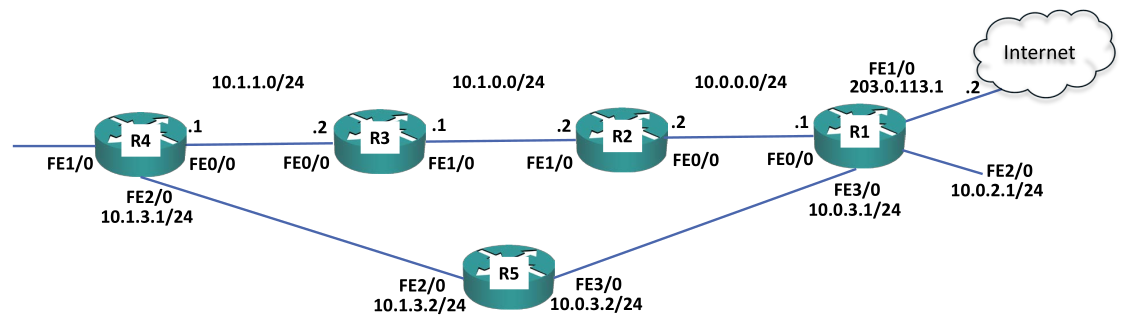 Internet
10.1.1.0/24
10.1.0.0/24
10.0.0.0/24
FE1/0
203.0.113.1
.2
R4
.1
.2
R3
.1
.2
R2
.2
.1
R1
FE1/0
FE0/0
FE0/0
FE1/0
FE1/0
FE0/0
FE0/0
FE2/0
10.0.2.1/24
FE2/0
10.1.3.1/24
FE3/0
10.0.3.1/24
R5
FE2/0
10.1.3.2/24
FE3/0
10.0.3.2/24